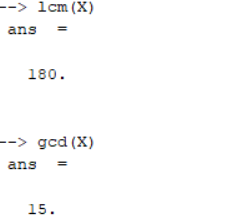 --> lcm(X)
ans =
180.
--> gcd(X)
ans =
15.